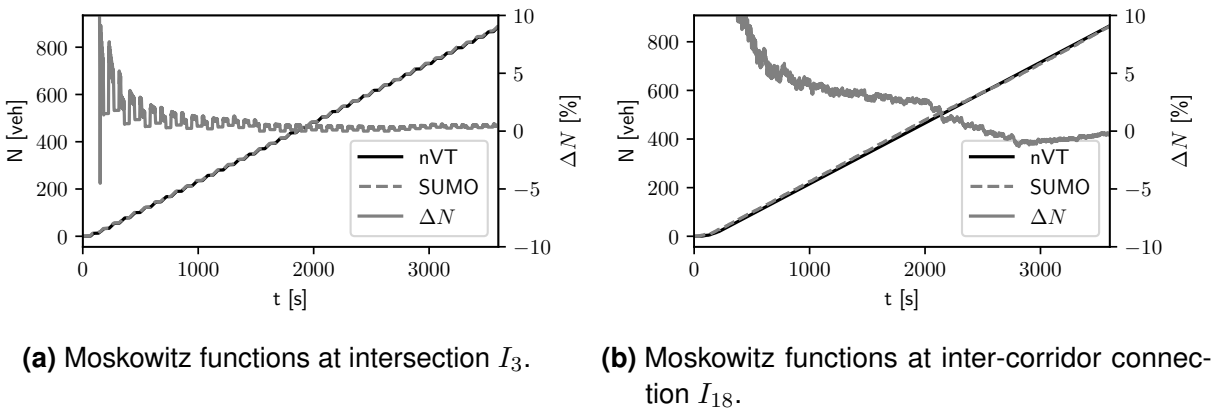 800
600
400
200
0
N [veh]
10
5
0
−5
−10
ΔN [%]
nVT
SUMO
ΔN
0 1000 2000 3000
t [s]
800
600
400
200
0
N [veh]
10
5
0
−5
−10
ΔN [%]
nVT
SUMO
ΔN
0 1000 2000 3000
t [s]
(a) Moskowitz functions at intersection I3.
(b) Moskowitz functions at inter-corridor connec-
tion I18.